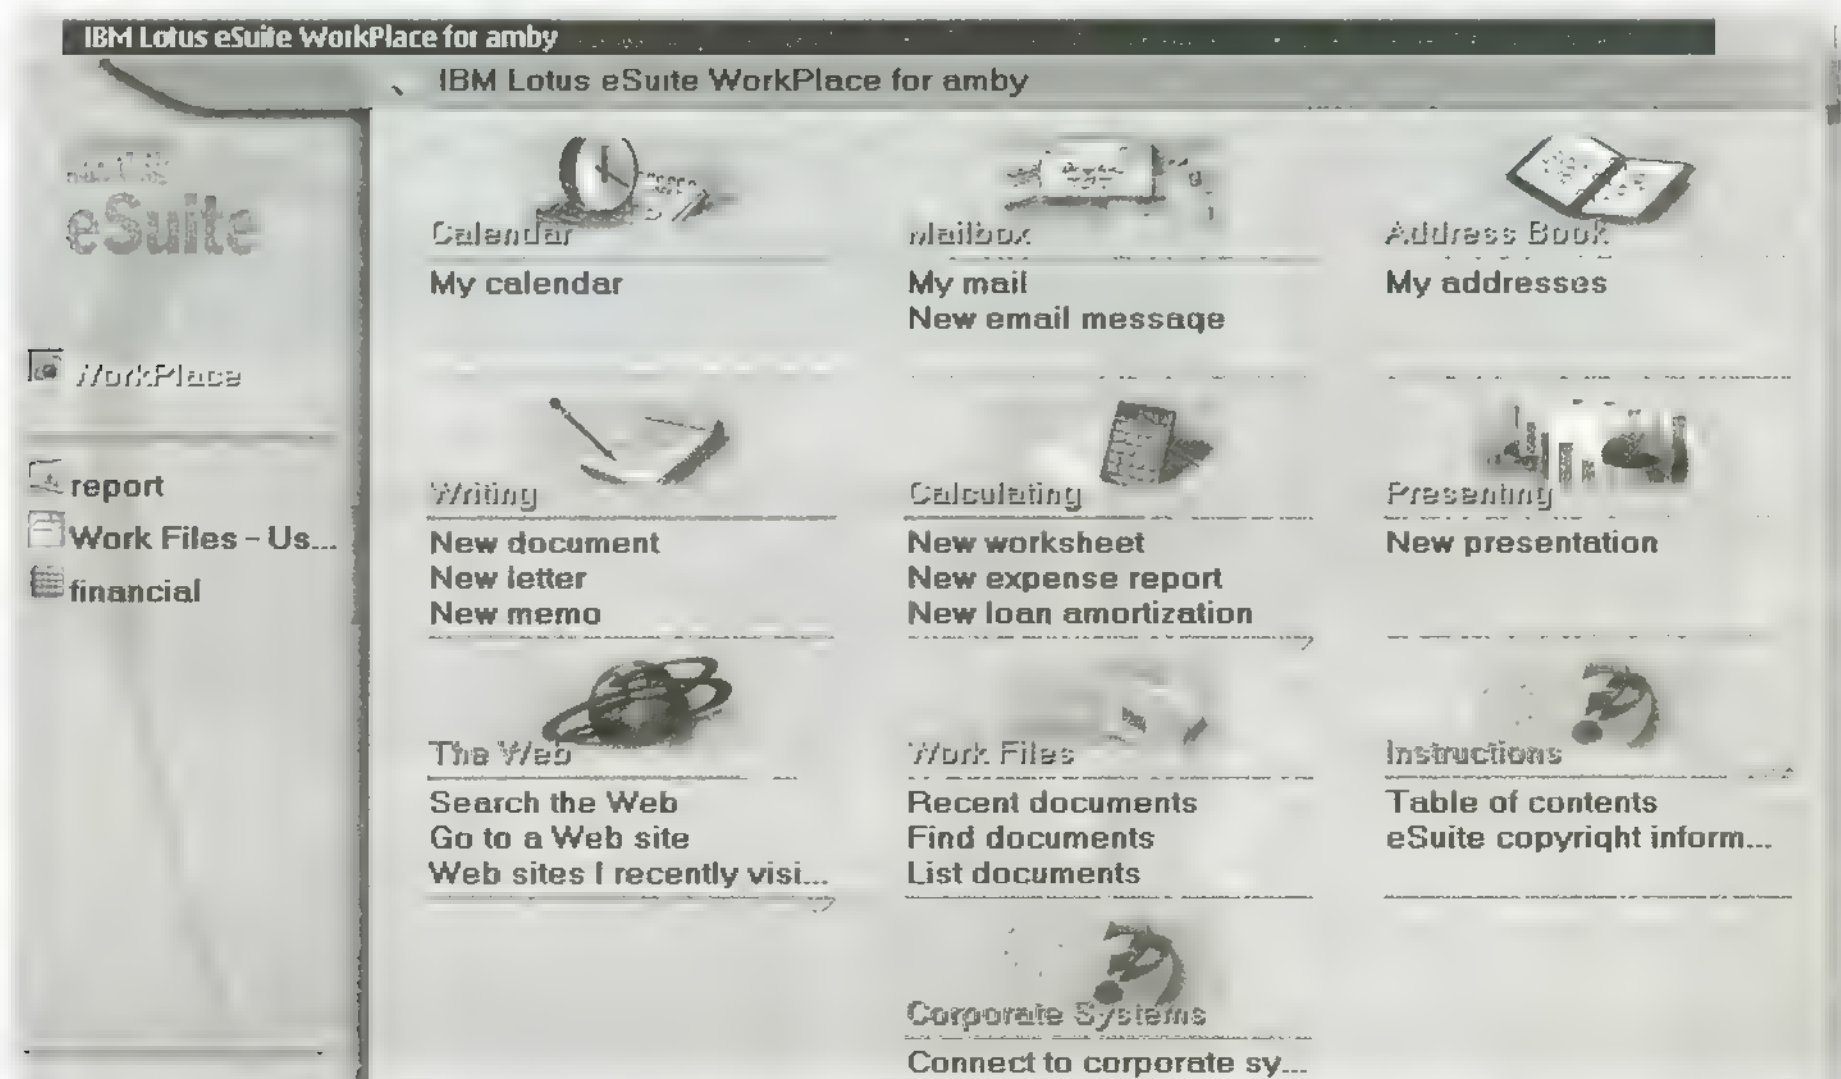 IBM Lotus eSuite WorkPlace for amby
IBM Lotus eSuite WorkPlace for amby
eSuite
WorkPlace
report
Work Files - Us...
financial
Calendar
My calendar
Mailbox
My mail
New email message
Address Book
My addresses
Writing
New document
New letter
New memo
Calculating
New worksheet
New expense report
New loan amortization
Presenting
New presentation
The Web
Search the Web
Go to a Web site
Web sites I recently visi...
Work Files
Recent documents
Find documents
List documents
Instructions
Table of contents
eSuite copyright inform...
Corporate Systems
Connect to corporate sy...